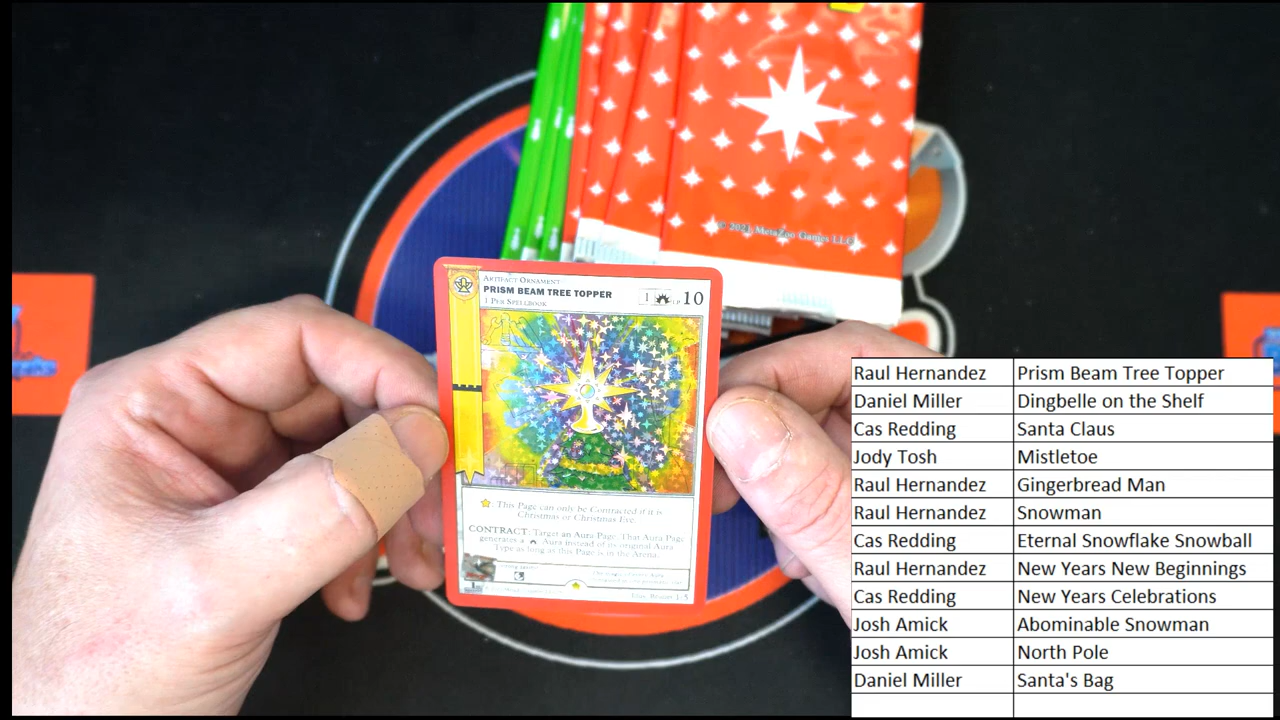 © 2021 MetaZoo Games LLC
ARTIFACT ORNAMENT
PRISM BEAM TREE TOPPER
1 PER SPELLBOOK
1 LP 10
: This Page can only be Contracted if it is
Christmas or Christmas Eve.
CONTRACT: Target an Aura Page. That Aura Page
generates a Aura instead of its original Aura
Type as long as this Page is in the Arena.
Raul Hernandez Prism Beam Tree Topper
Daniel Miller Dingbelle on the Shelf
Cas Redding Santa Claus
Jody Tosh Mistletoe
Raul Hernandez Gingerbread Man
Raul Hernandez Snowman
Cas Redding Eternal Snowflake Snowball
Raul Hernandez New Years New Beginnings
Cas Redding New Years Celebrations
Josh Amick Abominable Snowman
Josh Amick North Pole
Daniel Miller Santa's Bag